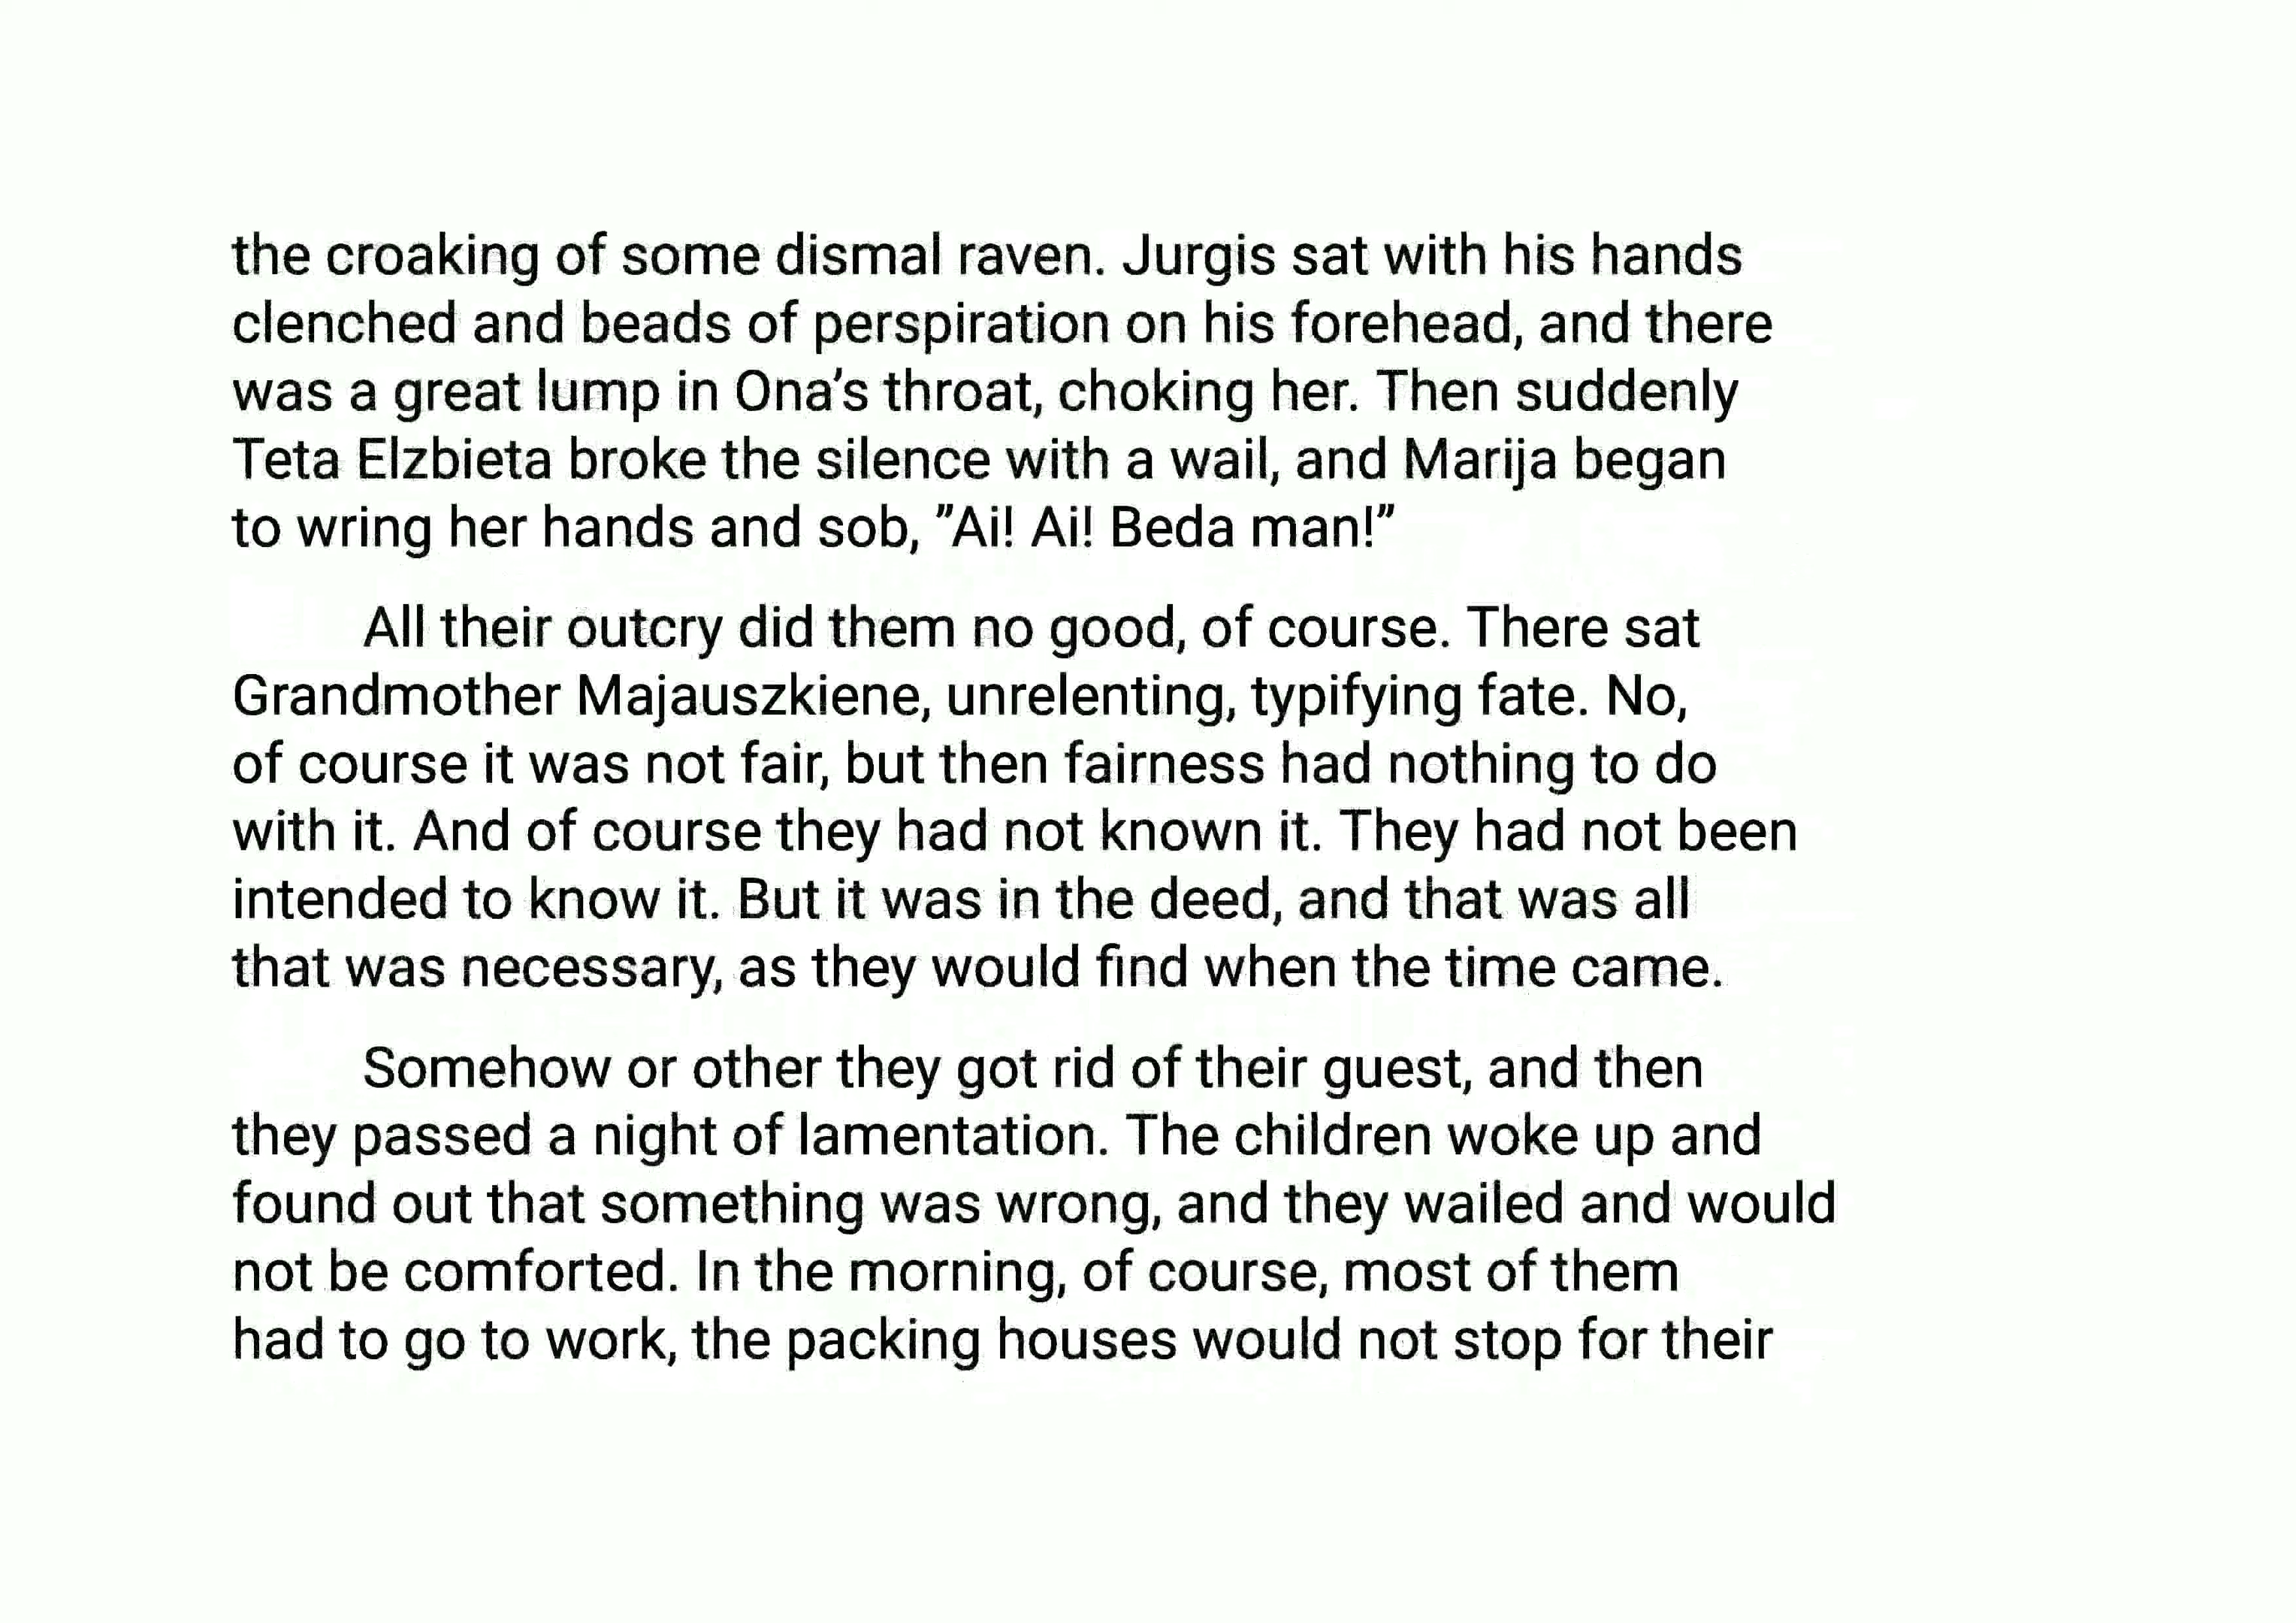 the croaking of some dismal raven. Jurgis sat with his hands
clenched and beads of perspiration on his forehead, and there
was a great lump in Ona’s throat, choking her. Then suddenly
Teta Elzbieta broke the silence with a wail, and Marija began
to wring her hands and sob, ”Ai! Ai! Beda man!”
All their outcry did them no good, of course. There sat
Grandmother Majauszkiene, unrelenting, typifying fate. No,
of course it was not fair, but then fairness had nothing to do
with it. And of course they had not known it. They had not been
intended to know it. But it was in the deed, and that was all
that was necessary, as they would find when the time came.
Somehow or other they got rid of their guest, and then
they passed a night of lamentation. The children woke up and
found out that something was wrong, and they wailed and would
not be comforted. In the morning, of course, most of them
had to go to work, the packing houses would not stop for their